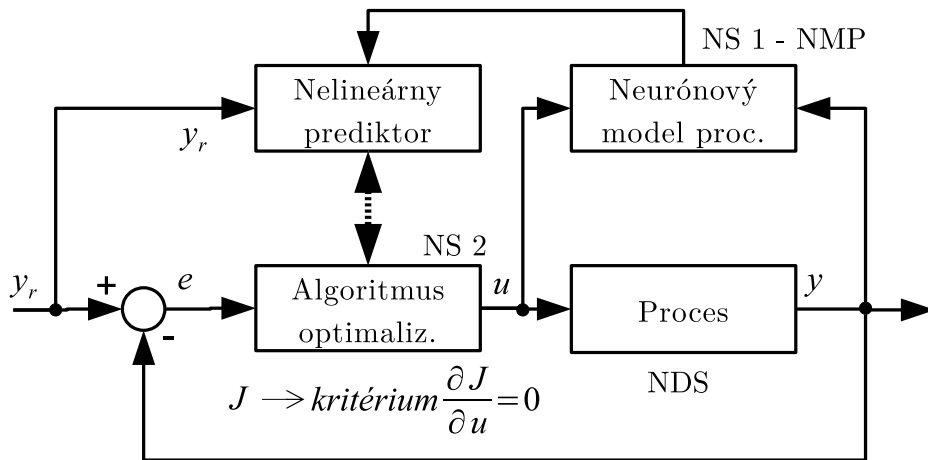 NS 1 - NMP
Nelineárny
prediktor
Neurónový
model proc.
y_r
NS 2
y_r
+
-
e
Algoritmus
optimaliz.
u
Proces
y
NDS
J → kritérium ∂J/∂u = 0